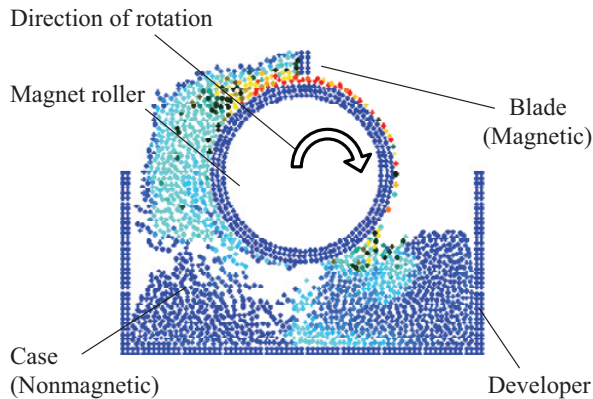 Direction of rotation
Magnet roller
Blade
(Magnetic)
Case
(Nonmagnetic)
Developer